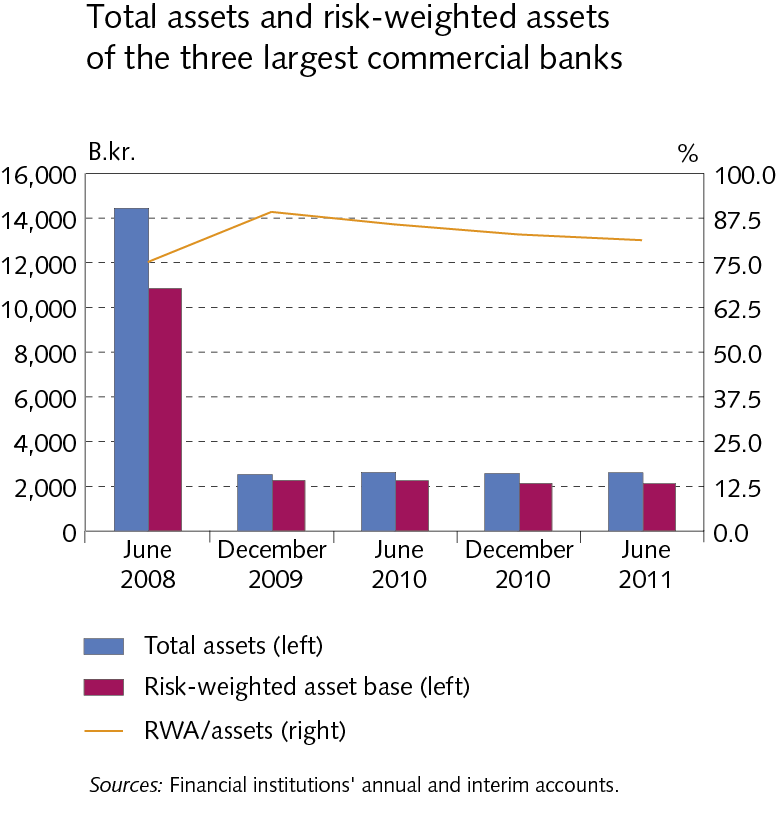 Total assets and risk-weighted assets
of the three largest commercial banks
B.kr. %
16,000 100.0
14,000 87.5
12,000 75.0
10,000 62.5
8,000 50.0
6,000 37.5
4,000 25.0
2,000 12.5
0 0.0
June December June December June
2008 2009 2010 2010 2011
Total assets (left)
Risk-weighted asset base (left)
RWA/assets (right)
Sources: Financial institutions' annual and interim accounts.